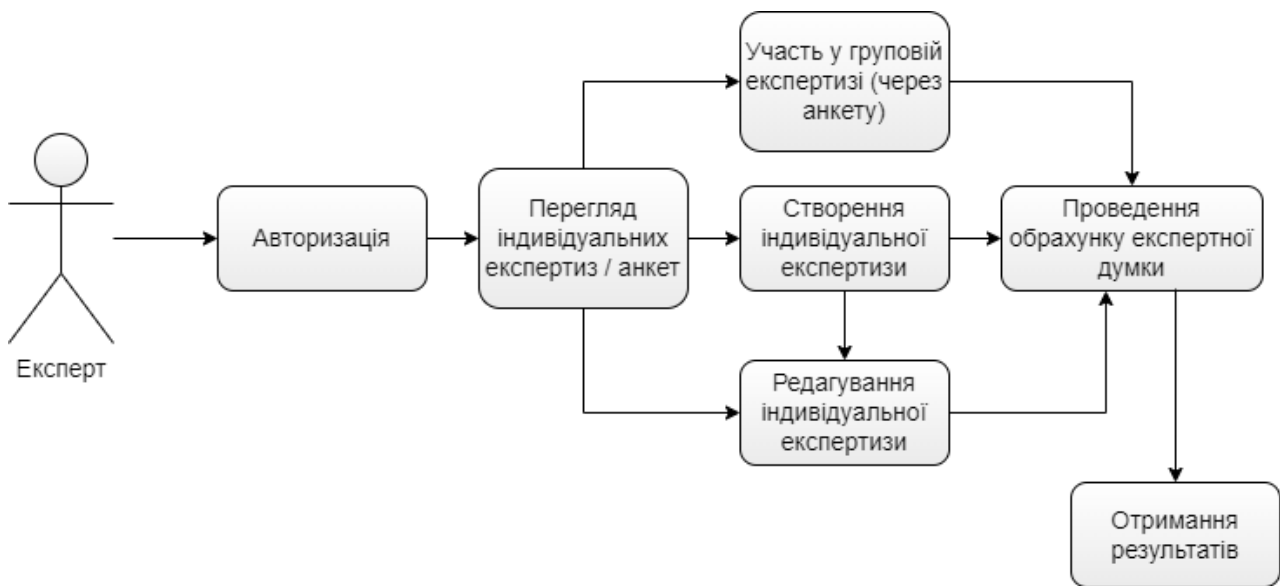 Експерт
Авторизація
Перегляд
індивідуальних
експертиз / анкет
Участь у груповій
експертизі (через
анкету)
Створення
індивідуальної
експертизи
Редагування
індивідуальної
експертизи
Проведення
обрахунку експертної
думки
Отримання
результатів